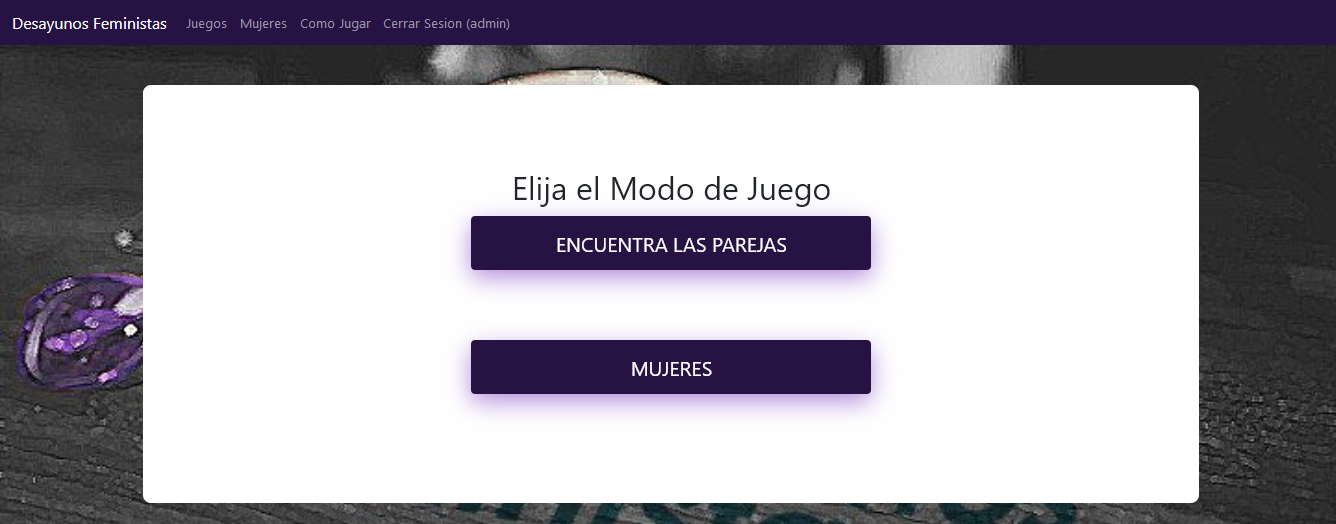 Desayunos Feministas Juegos Mujeres Como Jugar Cerrar Sesion (admin)
Elija el Modo de Juego
ENCUENTRA LAS PAREJAS
MUJERES